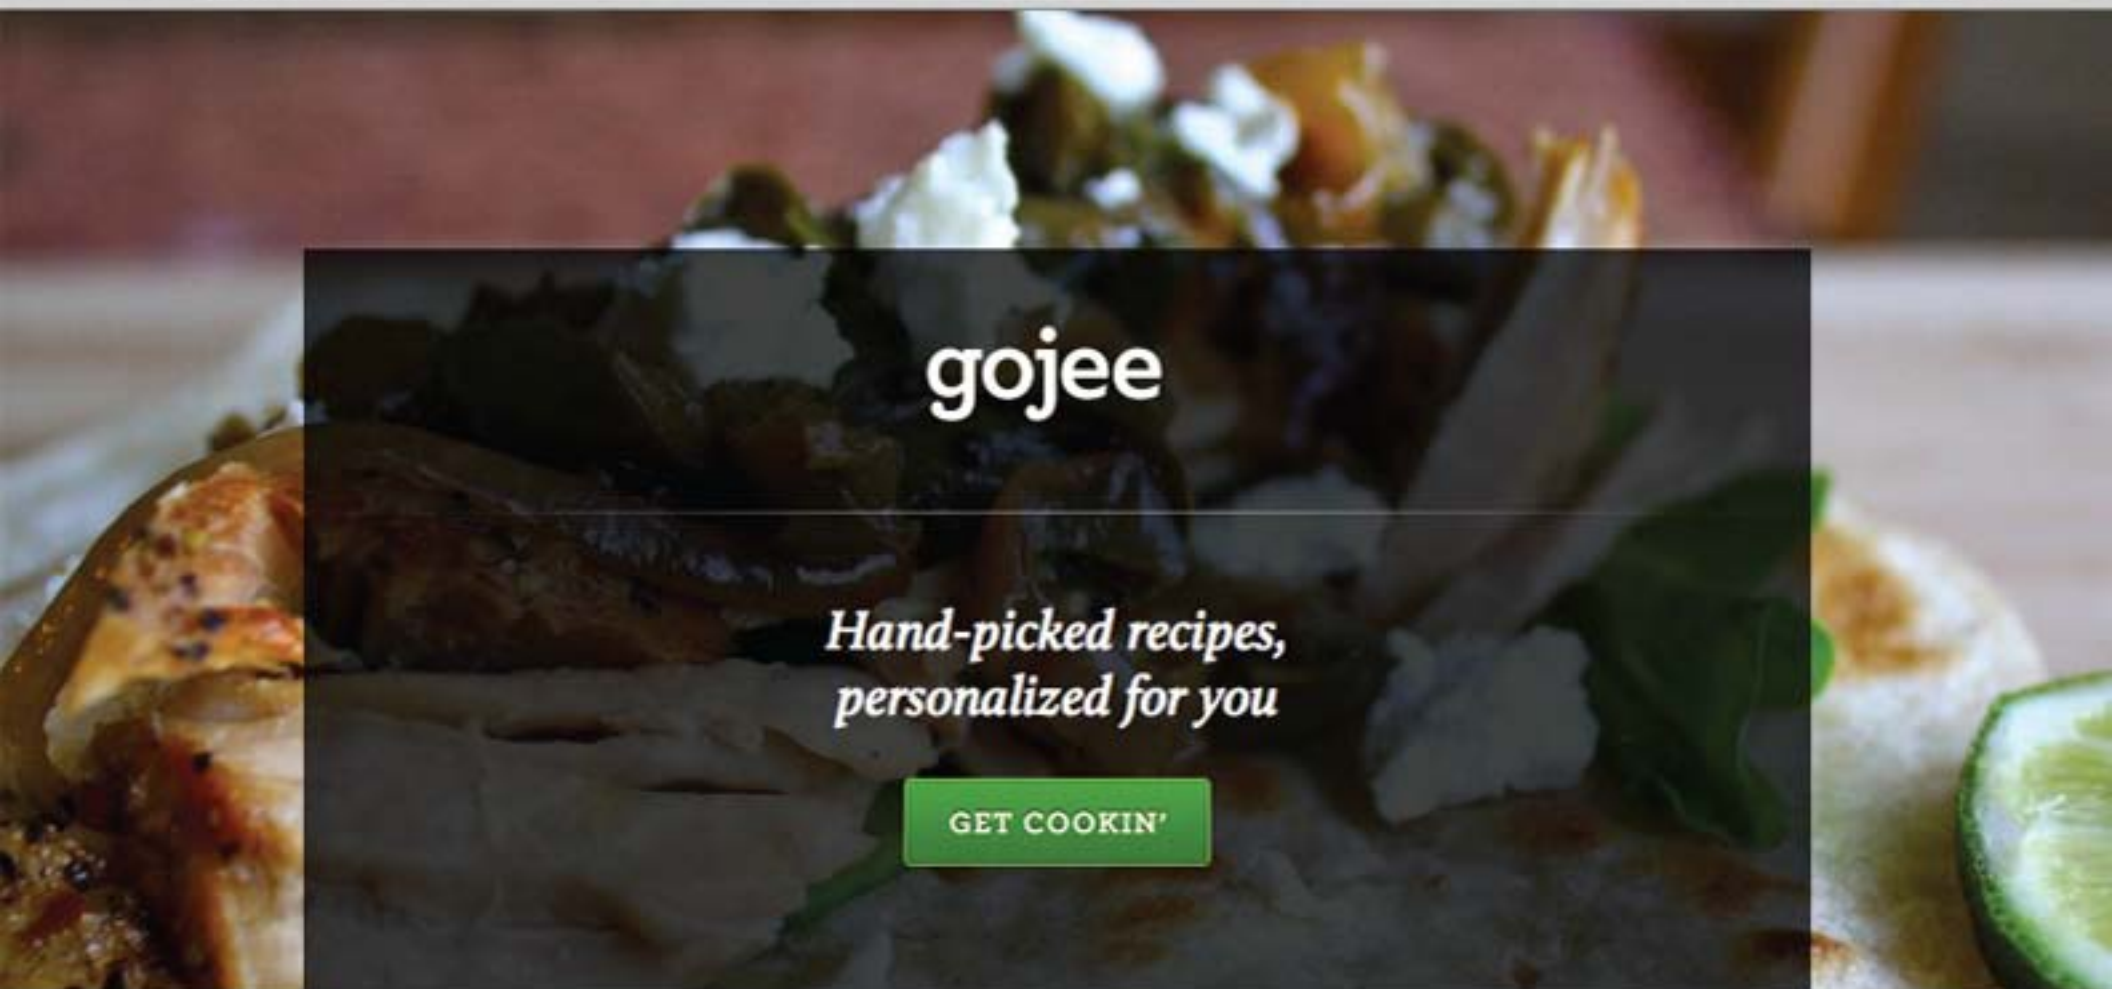 gojee
Hand-picked recipes,
personalized for you
GET COOKIN'